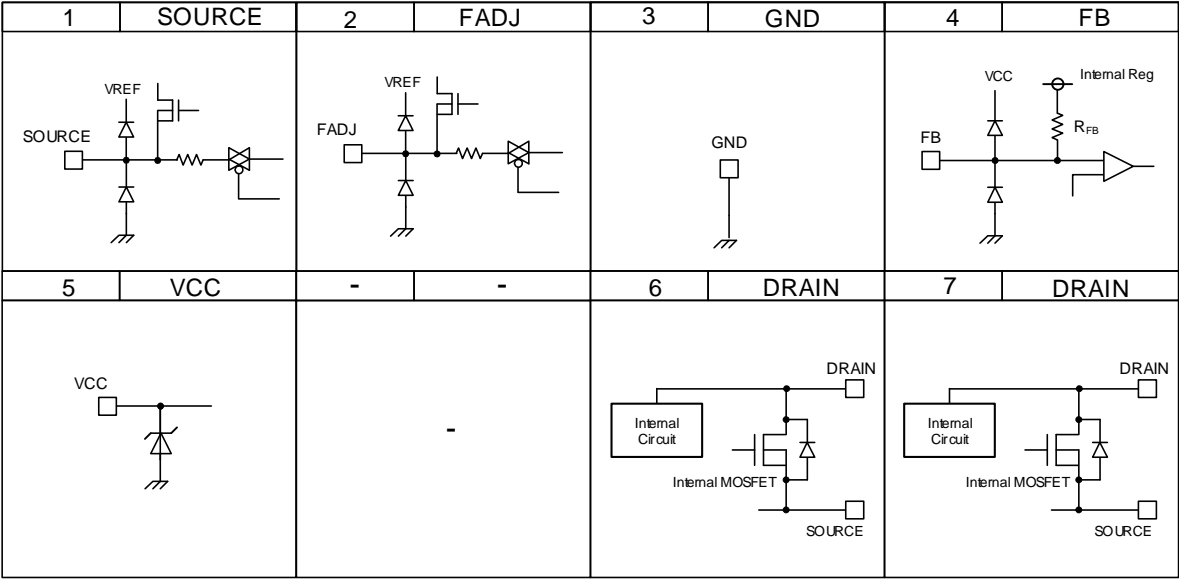 1 SOURCE 2 FADJ 3 GND 4 FB
VREF
SOURCE
VREF
FADJ
GND
VCC Internal Reg
FB RFB
5 VCC - - 6 DRAIN 7 DRAIN
VCC
-
DRAIN
Internal
Circuit
Internal MOSFET
SOURCE
DRAIN
Internal
Circuit
Internal MOSFET
SOURCE